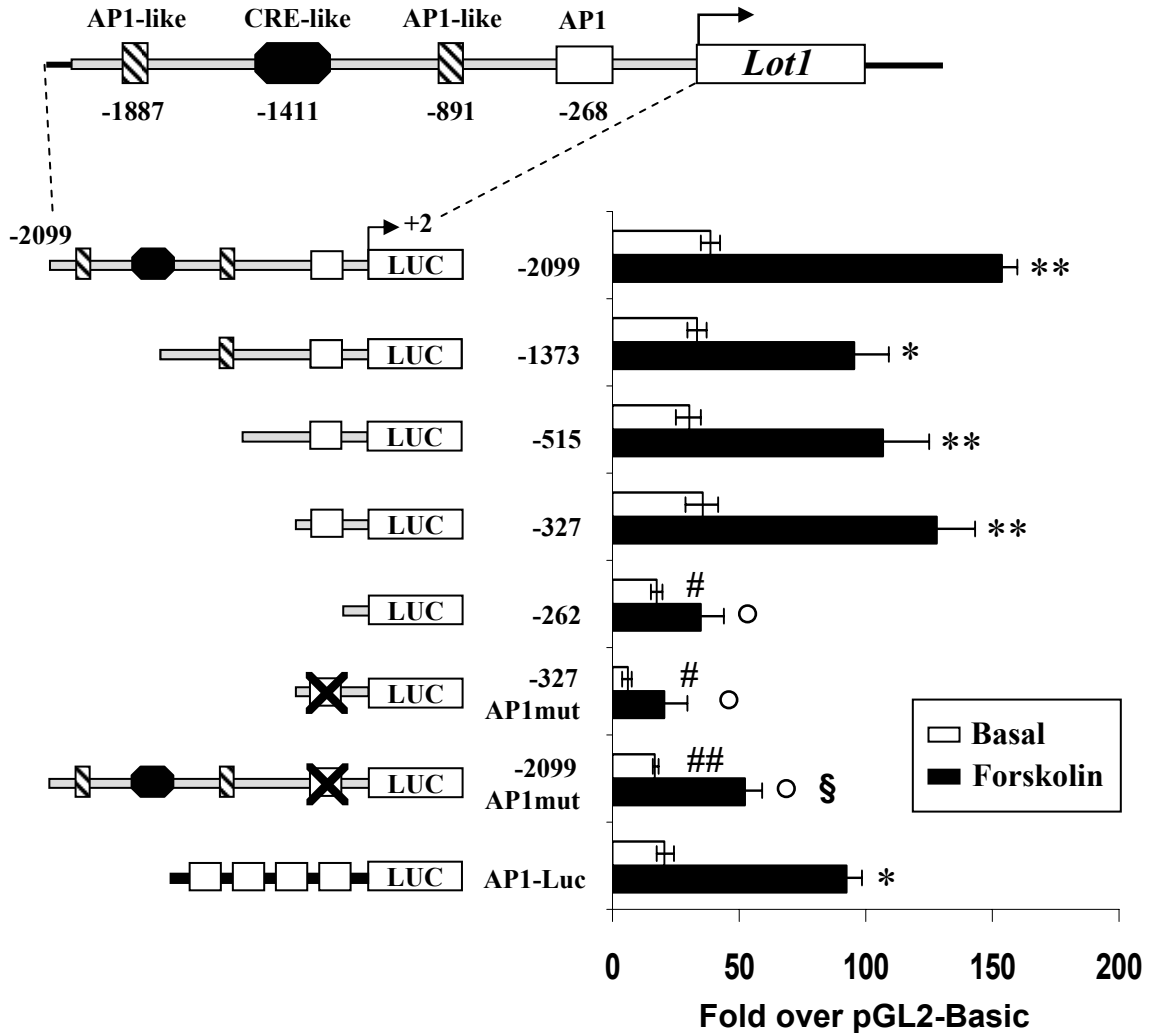 AP1-like CRE-like AP1-like AP1
Lot1
-1887 -1411 -891 -268
-2099 +2
LUC -2099 **
LUC -1373 *
LUC -515 **
LUC -327 **
LUC -262 # ○
-327 #
LUC AP1mut ○
-2099 ##
LUC AP1mut ○ §
LUC AP1-Luc *
Basal
Forskolin
0 50 100 150 200
Fold over pGL2-Basic